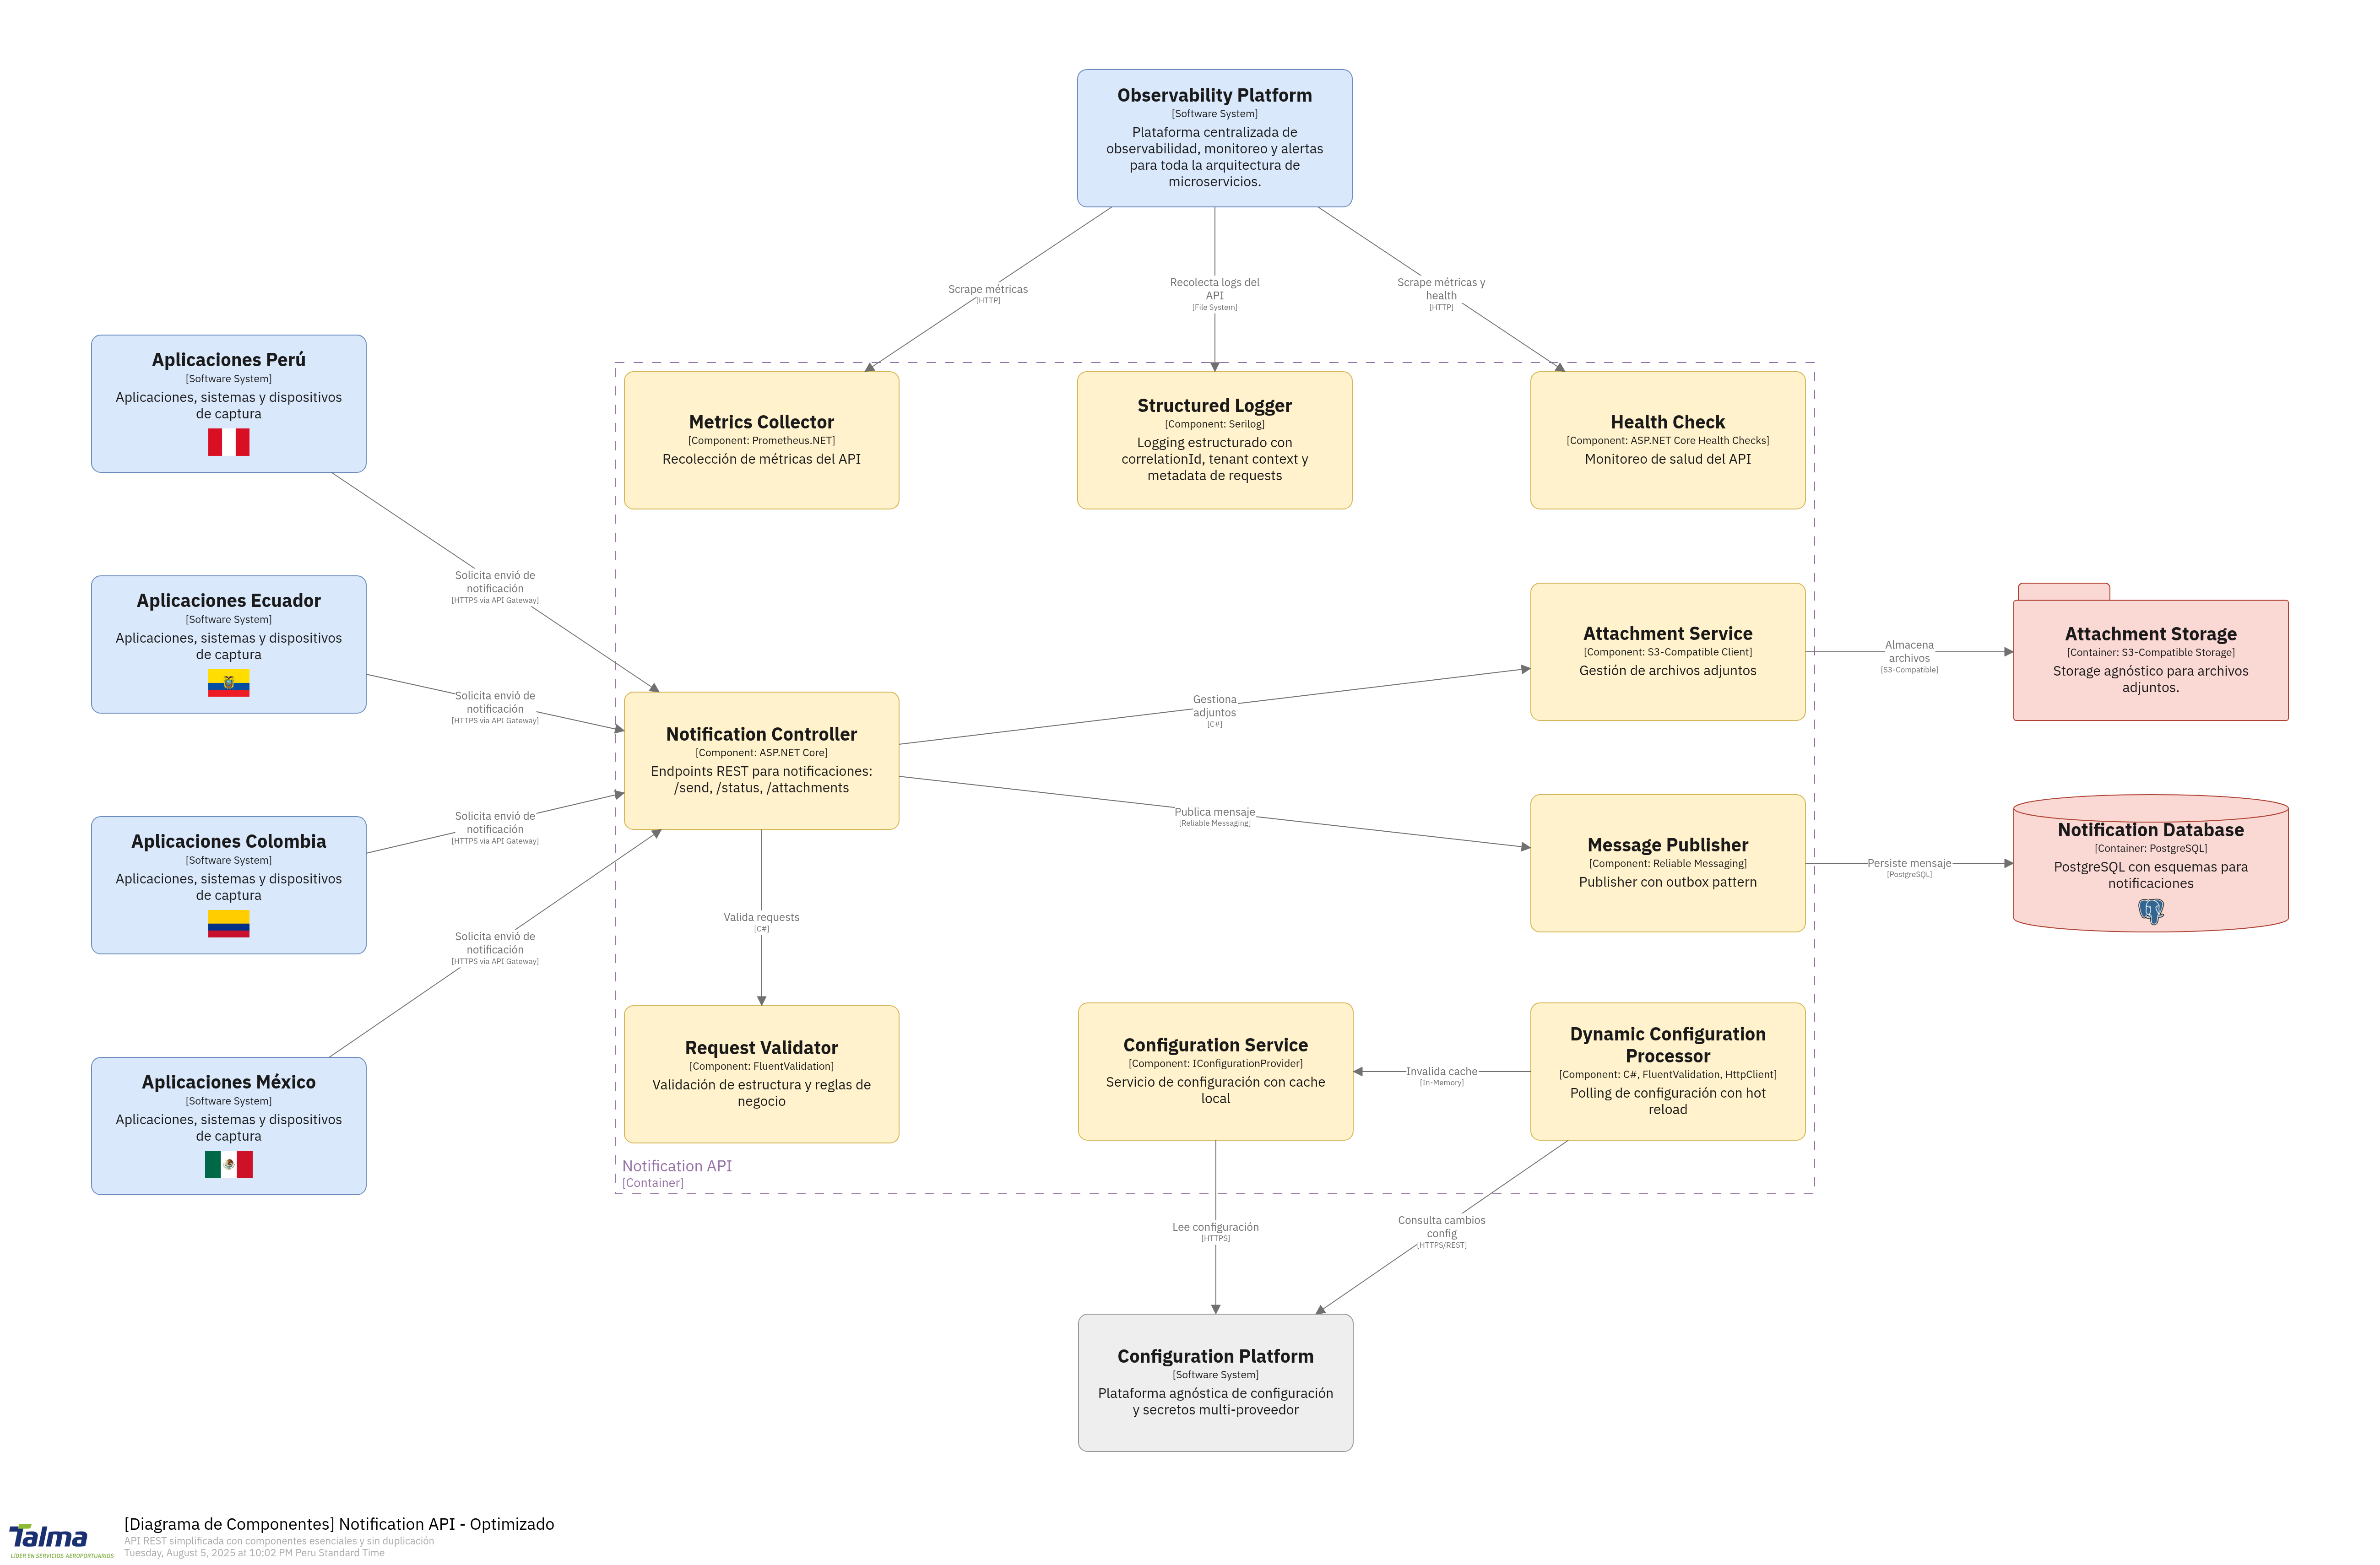 Observability Platform
[Software System]
Plataforma centralizada de
observabilidad, monitoreo y alertas
para toda la arquitectura de
microservicios.
Scrape métricas
[HTTP]
Recolecta logs del
API
[File System]
Scrape métricas y
health
[HTTP]
Aplicaciones Perú
[Software System]
Aplicaciones, sistemas y dispositivos
de captura
Metrics Collector
[Component: Prometheus.NET]
Recolección de métricas del API
Structured Logger
[Component: Serilog]
Logging estructurado con
correlationId, tenant context y
metadata de requests
Health Check
[Component: ASP.NET Core Health Checks]
Monitoreo de salud del API
Solicita envió de
notificación
[HTTPS via API Gateway]
Aplicaciones Ecuador
[Software System]
Aplicaciones, sistemas y dispositivos
de captura
Solicita envió de
notificación
[HTTPS via API Gateway]
Attachment Service
[Component: S3-Compatible Client]
Gestión de archivos adjuntos
Almacena
archivos
[S3-Compatible]
Attachment Storage
[Container: S3-Compatible Storage]
Storage agnóstico para archivos
adjuntos.
Notification Controller
[Component: ASP.NET Core]
Endpoints REST para notificaciones:
/send, /status, /attachments
Gestiona
adjuntos
[C#]
Publica mensaje
[Reliable Messaging]
Aplicaciones Colombia
[Software System]
Aplicaciones, sistemas y dispositivos
de captura
Solicita envió de
notificación
[HTTPS via API Gateway]
Message Publisher
[Component: Reliable Messaging]
Publisher con outbox pattern
Persiste mensaje
[PostgreSQL]
Notification Database
[Container: PostgreSQL]
PostgreSQL con esquemas para
notificaciones
Valida requests
[C#]
Solicita envió de
notificación
[HTTPS via API Gateway]
Aplicaciones México
[Software System]
Aplicaciones, sistemas y dispositivos
de captura
Request Validator
[Component: FluentValidation]
Validación de estructura y reglas de
negocio
Configuration Service
[Component: IConfigurationProvider]
Servicio de configuración con cache
local
Invalida cache
[In-Memory]
Dynamic Configuration
Processor
[Component: C#, FluentValidation, HttpClient]
Polling de configuración con hot
reload
Notification API
[Container]
Lee configuración
[HTTPS]
Consulta cambios
config
[HTTPS/REST]
Configuration Platform
[Software System]
Plataforma agnóstica de configuración
y secretos multi-proveedor
Talma
LÍDER EN SERVICIOS AEROPORTUARIOS
[Diagrama de Componentes] Notification API - Optimizado
API REST simplificada con componentes esenciales y sin duplicación
Tuesday, August 5, 2025 at 10:02 PM Peru Standard Time